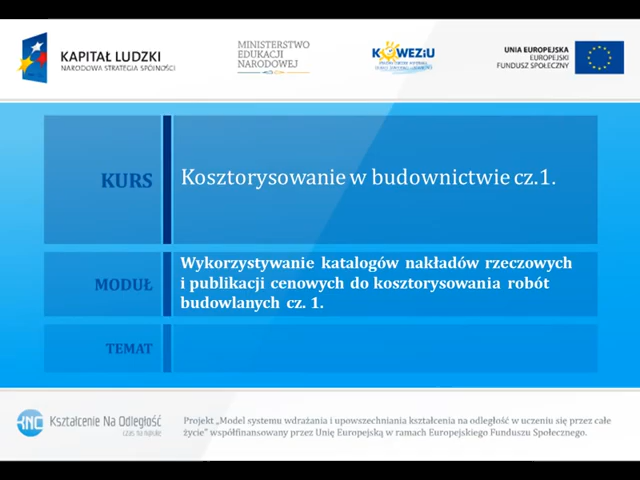 KAPITAŁ LUDZKI
NARODOWA STRATEGIA SPÓJNOŚCI
MINISTERSTWO
EDUKACJI
NARODOWEJ
KOWEZiU
UNIA EUROPEJSKA
EUROPEJSKI
FUNDUSZ SPOŁECZNY
KURS
Kosztorysowanie w budownictwie cz.1.
MODUŁ
Wykorzystywanie katalogów nakładów rzeczowych
i publikacji cenowych do kosztorysowania robót
budowlanych cz. 1.
TEMAT
KNO
Kształcenie Na Odległość
czas na naukę
Projekt „Model systemu wdrażania i upowszechniania kształcenia na odległość w uczeniu się przez całe
życie” współfinansowany przez Unię Europejską w ramach Europejskiego Funduszu Społecznego.